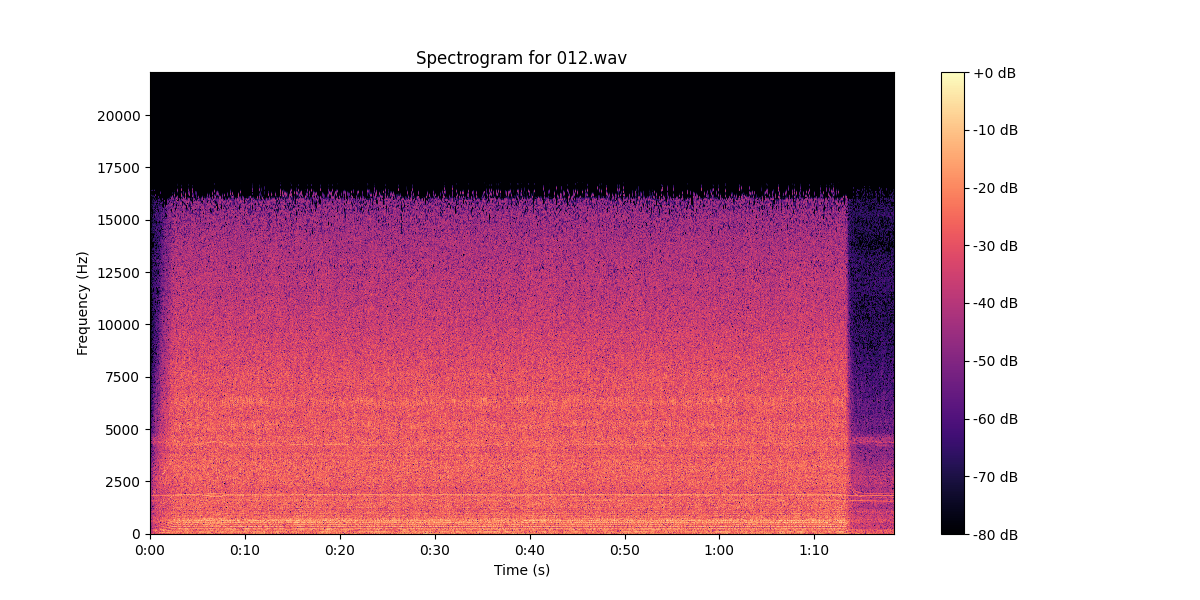 Spectrogram for 012.wav
Frequency (Hz)
20000
17500
15000
12500
10000
7500
5000
2500
0
0:00 0:10 0:20 0:30 0:40 0:50 1:00 1:10
Time (s)
+0 dB
-10 dB
-20 dB
-30 dB
-40 dB
-50 dB
-60 dB
-70 dB
-80 dB